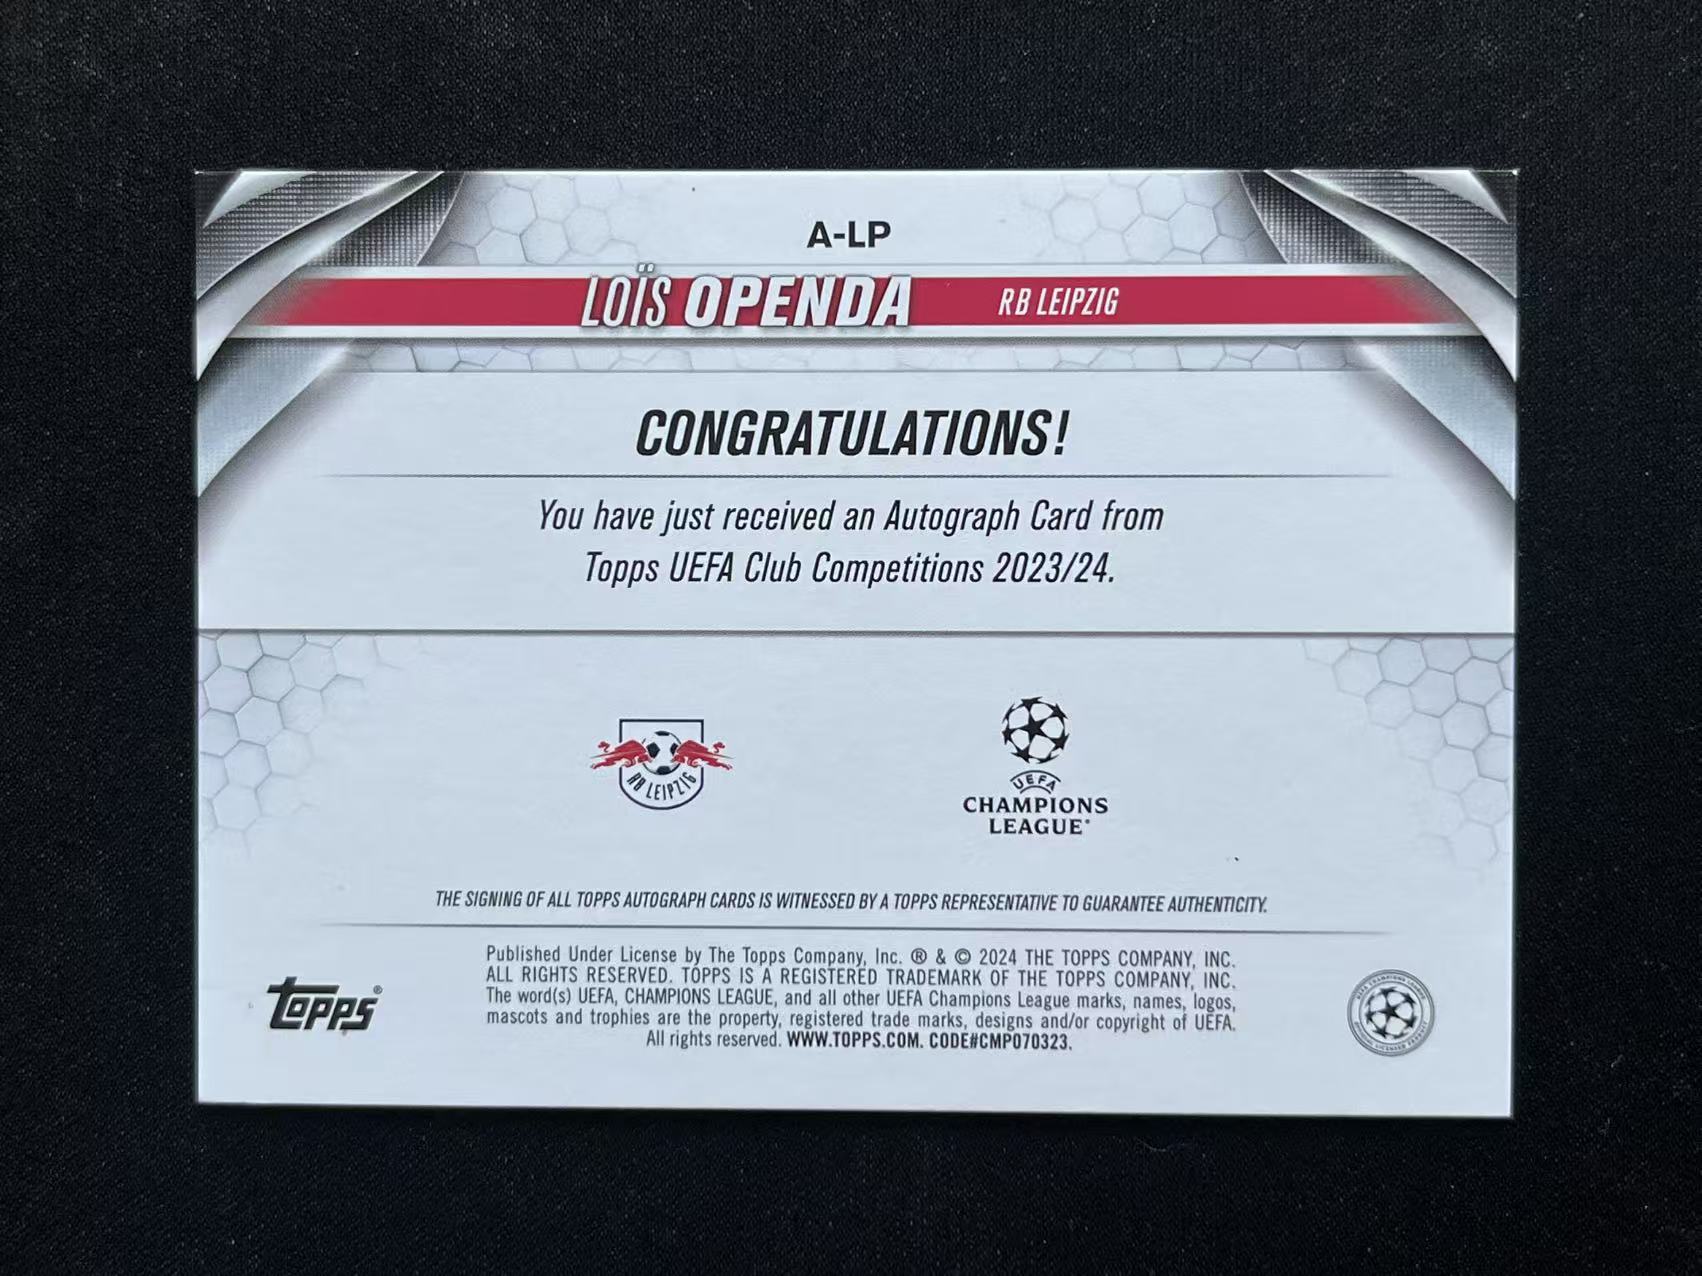 A-LP
LOÏS OPENDA RB LEIPZIG
CONGRATULATIONS!
You have just received an Autograph Card from
Topps UEFA Club Competitions 2023/24.
RB LEIPZIG
UEFA
CHAMPIONS
LEAGUE®
THE SIGNING OF ALL TOPPS AUTOGRAPH CARDS IS WITNESSED BY A TOPPS REPRESENTATIVE TO GUARANTEE AUTHENTICITY.
topps®
Published Under License by The Topps Company, Inc. ® & © 2024 THE TOPPS COMPANY, INC.
ALL RIGHTS RESERVED. TOPPS IS A REGISTERED TRADEMARK OF THE TOPPS COMPANY, INC.
The word(s) UEFA, CHAMPIONS LEAGUE, and all other UEFA Champions League marks, names, logos,
mascots and trophies are the property, registered trade marks, designs and/or copyright of UEFA.
All rights reserved. WWW.TOPPS.COM. CODE#CMP070323.